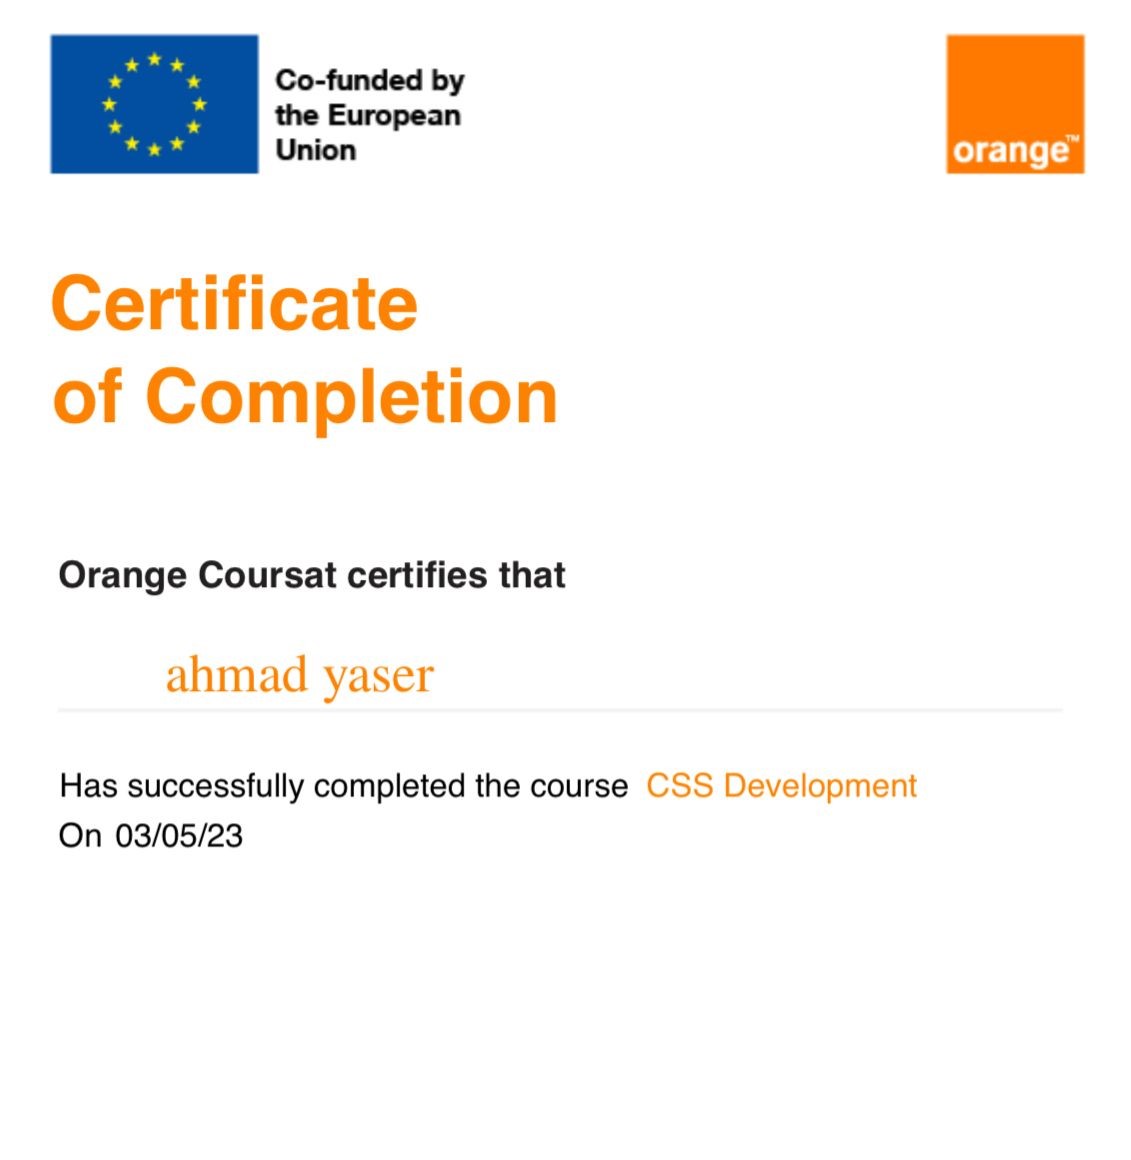 Co-funded by
the European
Union
orange™
Certificate
of Completion
Orange Coursat certifies that
ahmad yaser
Has successfully completed the course CSS Development
On 03/05/23